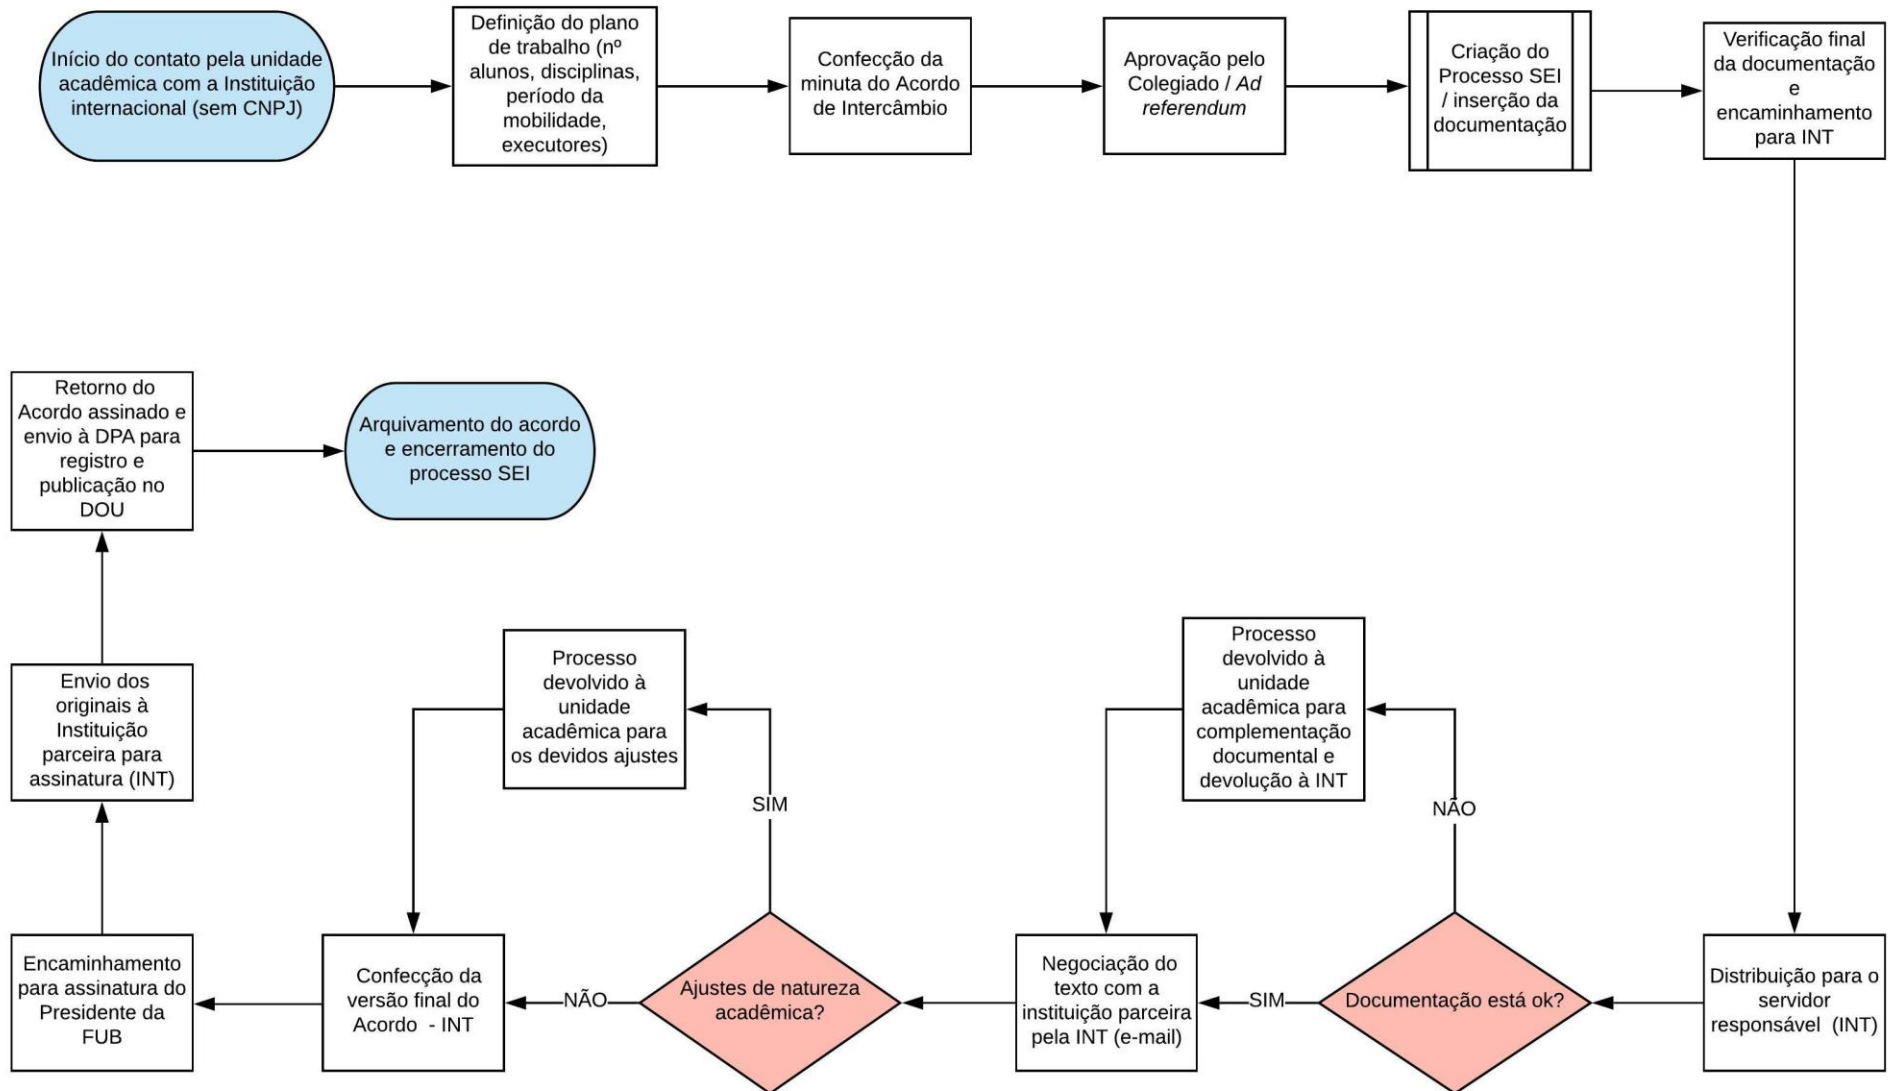 Início do contato pela unidade
acadêmica com a Instituição
internacional (sem CNPJ)
Definição do plano
de trabalho (nº
alunos, disciplinas,
período da
mobilidade,
executores)
Confecção da
minuta do Acordo
de Intercâmbio
Aprovação pelo
Colegiado / Ad
referendum
Criação do
Processo SEI
/ inserção da
documentação
Verificação final
da documentação
e
encaminhamento
para INT
Retorno do
Acordo assinado e
envio à DPA para
registro e
publicação no
DOU
Arquivamento do acordo
e encerramento do
processo SEI
Envio dos
originais à
Instituição
parceira para
assinatura (INT)
Processo
devolvido à
unidade
acadêmica para
os devidos ajustes
SIM
Processo
devolvido à
unidade
acadêmica para
complementação
documental e
devolução à INT
NÃO
Encaminhamento
para assinatura do
Presidente da
FUB
Confecção da
versão final do
Acordo - INT
NÃO
Ajustes de natureza
acadêmica?
Negociação do
texto com a
instituição parceira
pela INT (e-mail)
SIM
Documentação está ok?
Distribuição para o
servidor
responsável (INT)